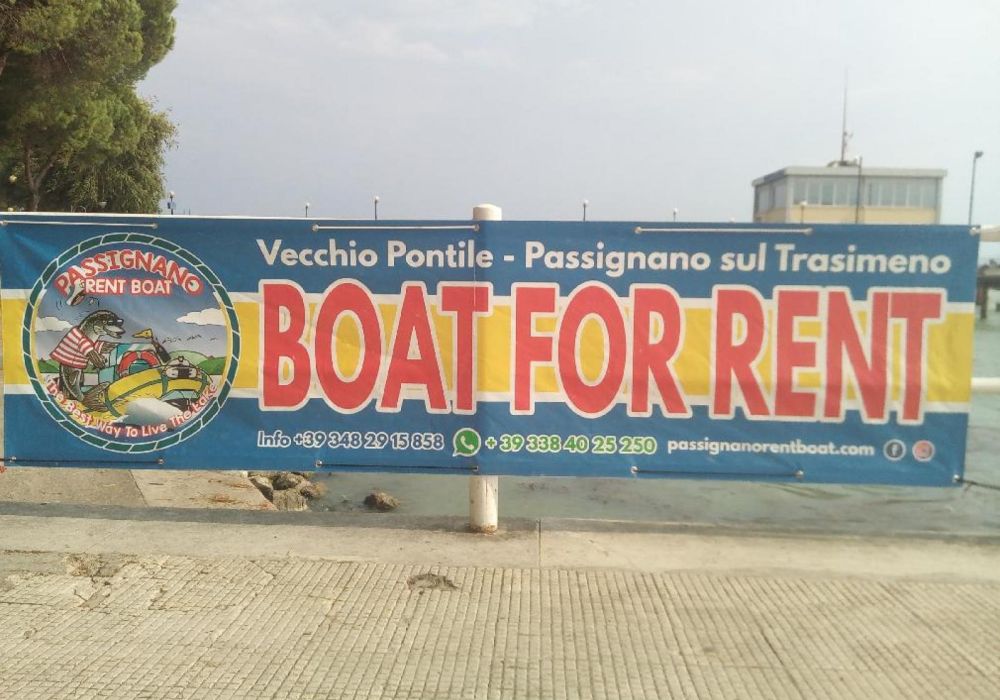 Vecchio Pontile - Passignano sul Trasimeno
PASSIGNANO
RENT BOAT
BOAT FOR RENT
The Best Way To Live The Lake
Info +39 348 29 15 858 + 39 338 40 25 250 passignanorentboat.com